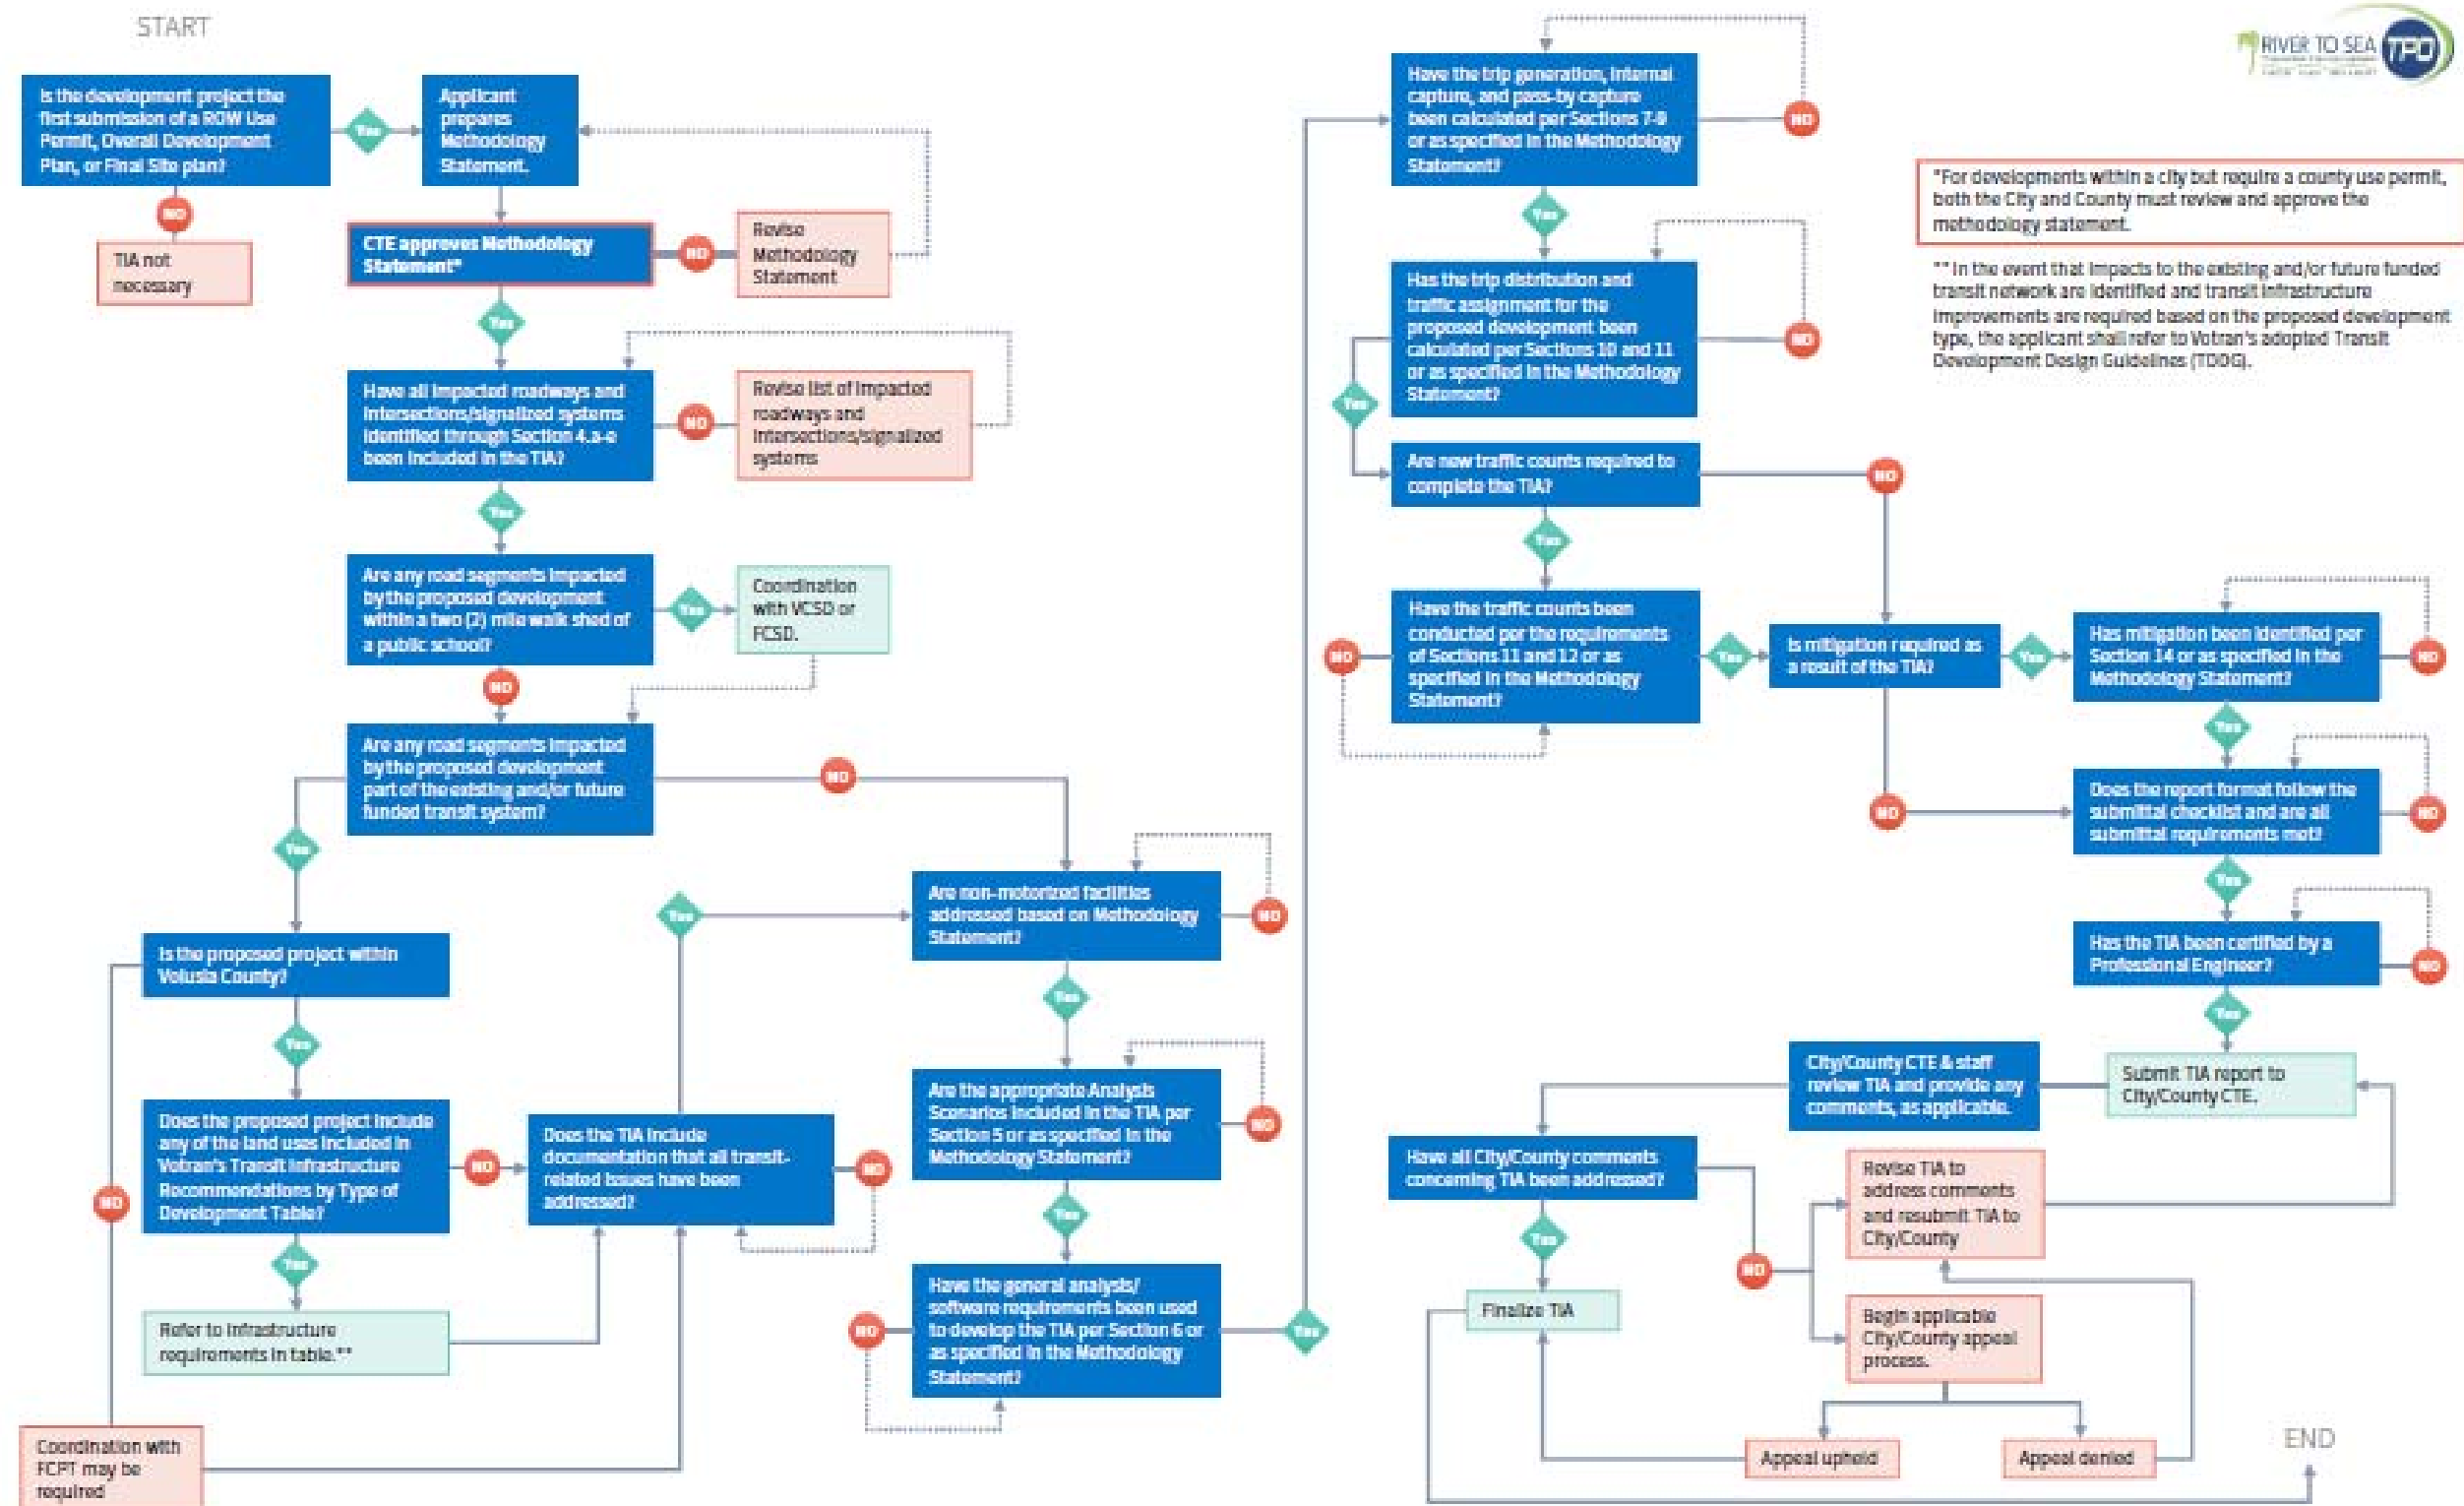 START
Is the development project the
first submission of a ROW Use
Permit, Overall Development
Plan, or Final Site plan?
Yes
Applicant
prepares
Methodology
Statement.
NO
TIA not
necessary
CTE approves Methodology
Statement*
NO
Revise
Methodology
Statement
Yes
Have all impacted roadways and
intersections/signalized systems
identified through Section 4.a-e
been included in the TIA?
NO
Revise list of impacted
roadways and
intersections/signalized
systems
Yes
Are any road segments impacted
by the proposed development
within a two (2) mile walk shed of
a public school?
Yes
Coordination
with VCSD or
FCSD.
NO
Are any road segments impacted
by the proposed development
part of the existing and/or future
funded transit system?
NO
Yes
Is the proposed project within
Volusia County?
Yes
NO
Does the proposed project include
any of the land uses included in
Votran's Transit Infrastructure
Recommendations by Type of
Development Table?
NO
Yes
Refer to infrastructure
requirements in table.**
Coordination with
FCPT may be
required
Does the TIA include
documentation that all transit-
related issues have been
addressed?
NO
Yes
Are non-motorized facilities
addressed based on Methodology
Statement?
NO
Yes
Are the appropriate Analysis
Scenarios included in the TIA per
Section 5 or as specified in the
Methodology Statement?
NO
Yes
Have the general analysis/
software requirements been used
to develop the TIA per Section 6 or
as specified in the Methodology
Statement?
NO
Yes
Have the trip generation, internal
capture, and pass-by capture
been calculated per Sections 7-9
or as specified in the Methodology
Statement?
NO
Yes
Has the trip distribution and
traffic assignment for the
proposed development been
calculated per Sections 10 and 11
or as specified in the Methodology
Statement?
NO
Yes
Are new traffic counts required to
complete the TIA?
NO
Yes
Have the traffic counts been
conducted per the requirements
of Sections 11 and 12 or as
specified in the Methodology
Statement?
NO
Yes
Is mitigation required as
a result of the TIA?
Yes
NO
Has mitigation been identified per
Section 14 or as specified in the
Methodology Statement?
NO
Yes
Does the report format follow the
submittal checklist and are all
submittal requirements met?
NO
Yes
Has the TIA been certified by a
Professional Engineer?
NO
Yes
Submit TIA report to
City/County CTE.
City/County CTE & staff
review TIA and provide any
comments, as applicable.
Have all City/County comments
concerning TIA been addressed?
Yes
NO
Revise TIA to
address comments
and resubmit TIA to
City/County
Begin applicable
City/County appeal
process.
Finalize TIA
Appeal upheld
Appeal denied
END
RIVER TO SEA
TPO
*For developments within a city but require a county use permit,
both the City and County must review and approve the
methodology statement.
**In the event that impacts to the existing and/or future funded
transit network are identified and transit infrastructure
improvements are required based on the proposed development
type, the applicant shall refer to Votran's adopted Transit
Development Design Guidelines (TDDG).